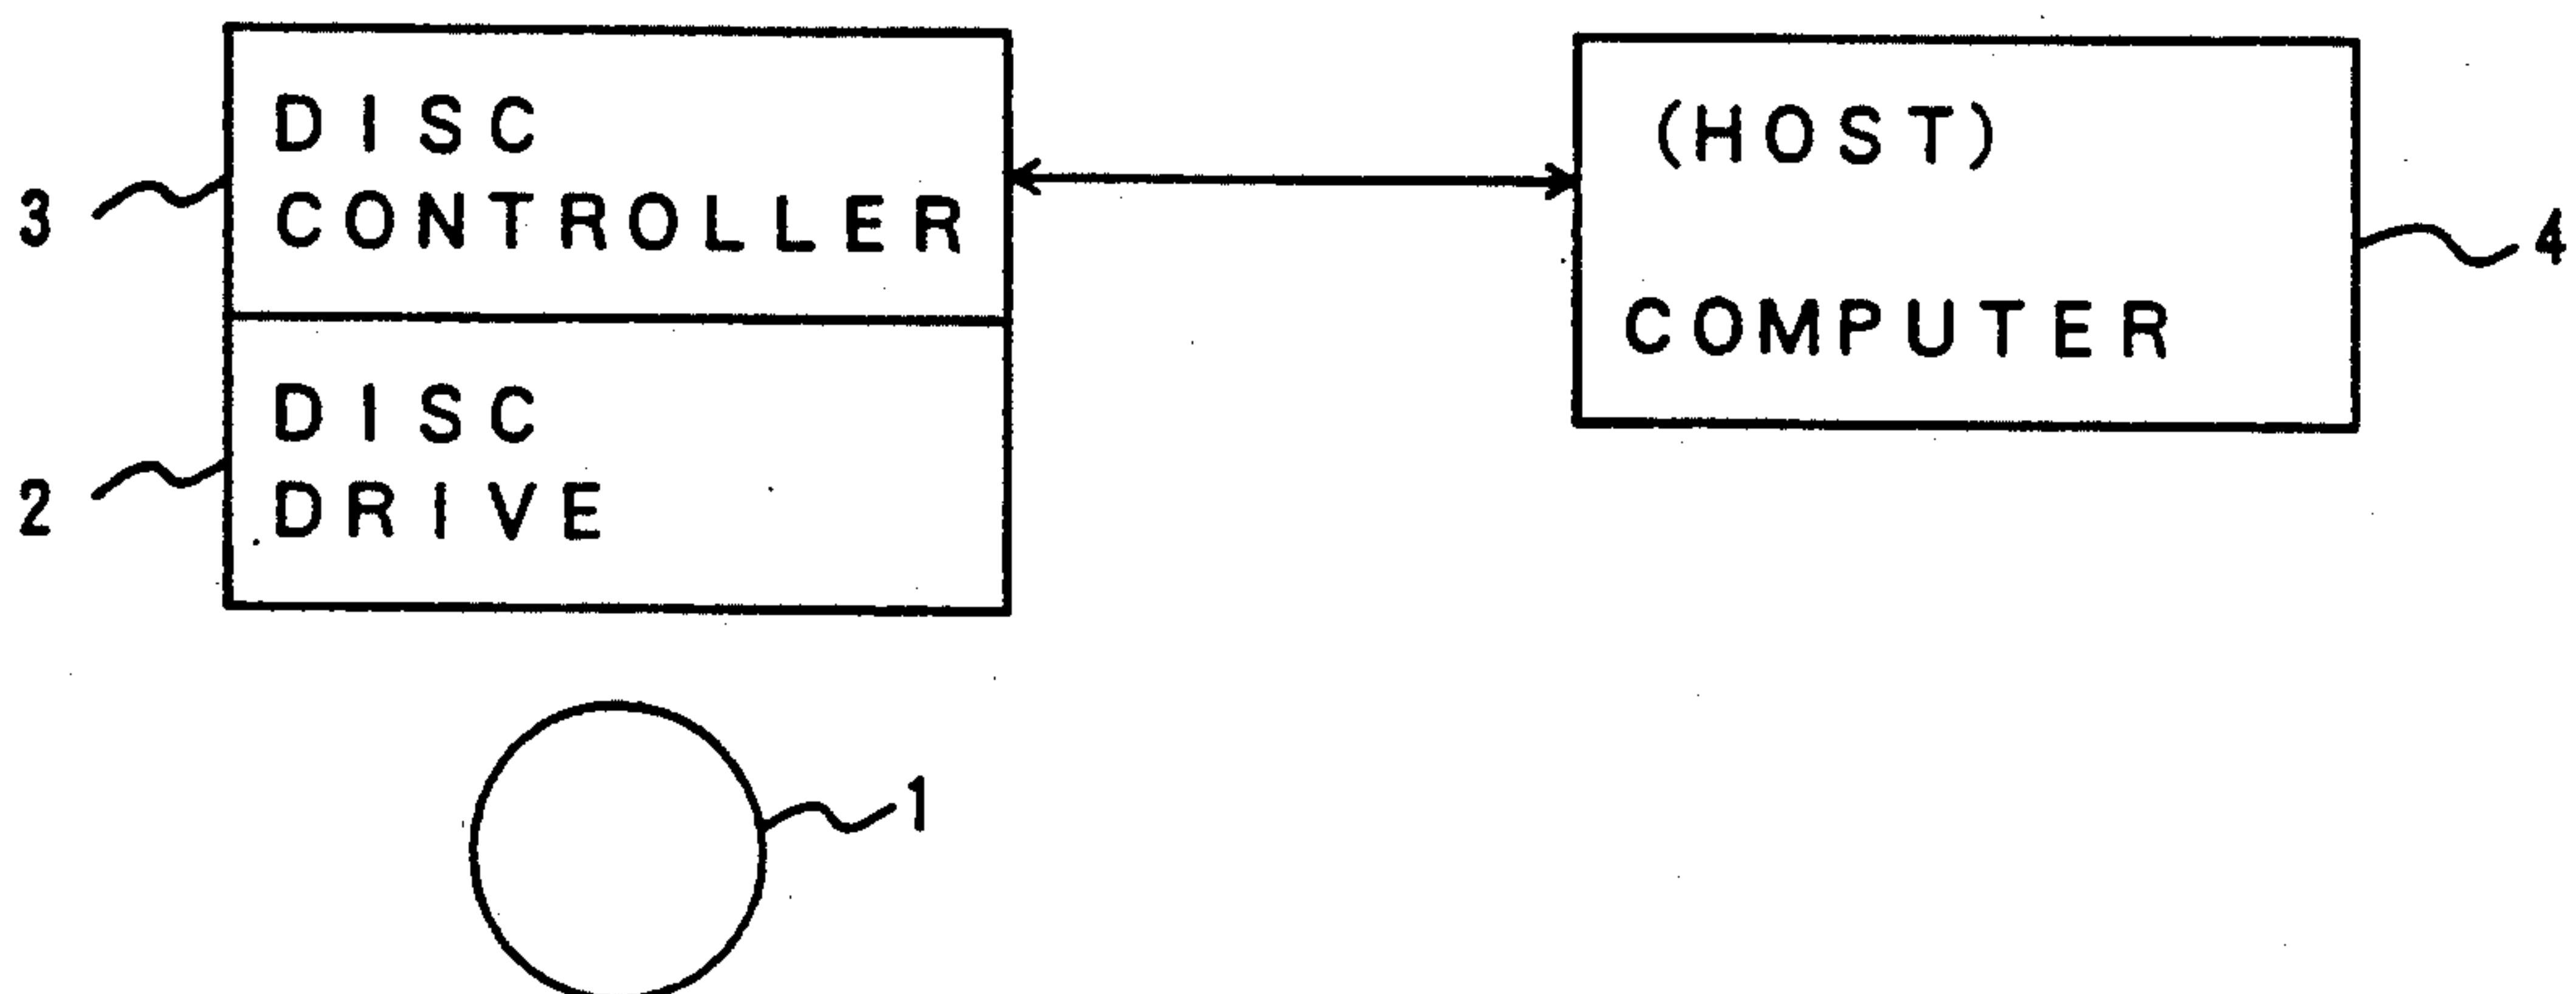 DISC
CONTROLLER
3
DISC
DRIVE
2
(HOST)
COMPUTER
4
1